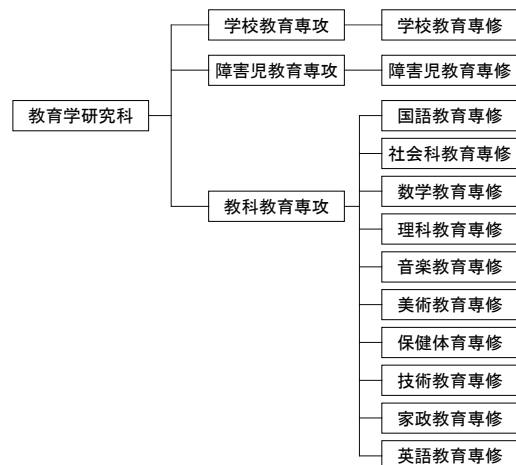 教育学研究科
学校教育専攻
学校教育専修
障害児教育専攻
障害児教育専修
教科教育専攻
国語教育専修
社会科教育専修
数学教育専修
理科教育専修
音楽教育専修
美術教育専修
保健体育専修
技術教育専修
家政教育専修
英語教育専修